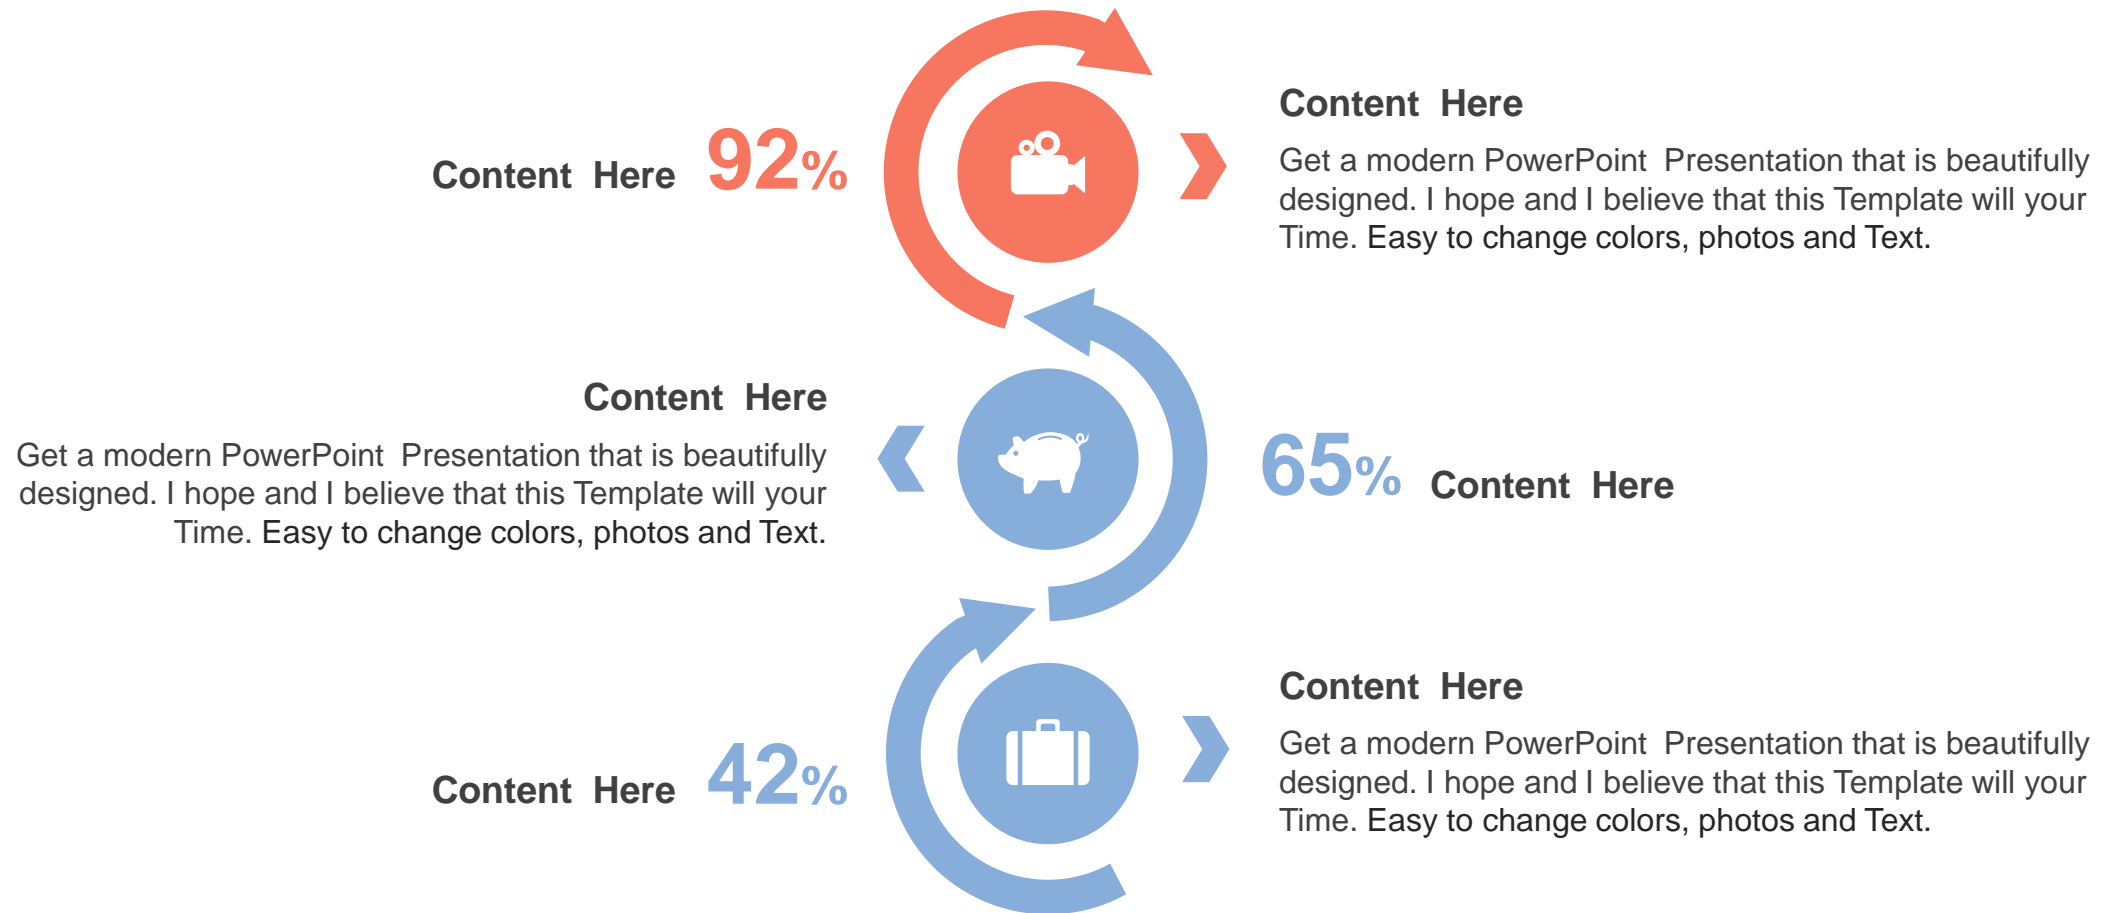 Content Here 92%
Content Here
Get a modern PowerPoint Presentation that is beautifully
designed. I hope and I believe that this Template will your
Time. Easy to change colors, photos and Text.
Content Here
Get a modern PowerPoint Presentation that is beautifully
designed. I hope and I believe that this Template will your
Time. Easy to change colors, photos and Text.
65% Content Here
Content Here 42%
Content Here
Get a modern PowerPoint Presentation that is beautifully
designed. I hope and I believe that this Template will your
Time. Easy to change colors, photos and Text.